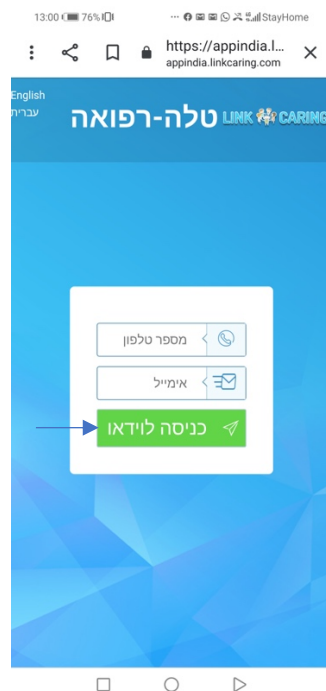 13:00 76% StayHome
https://appindia.l...
appindia.linkcaring.com
English
עברית
טלה-רפואה LINK CARING
מספר טלפון
אימייל
כניסה לוידאו